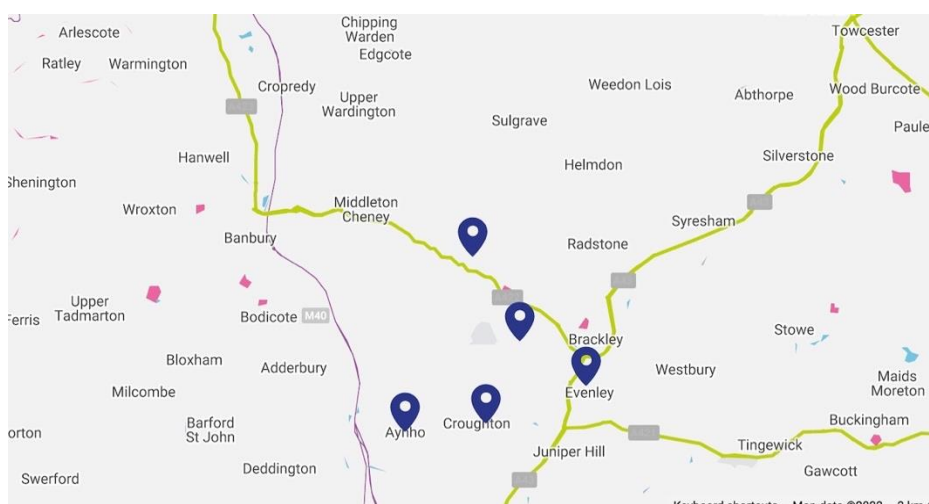 Chipping
Warden
Arlescote
Towcester
Edgcote
Ratley
Warmington
Cropredy
Weedon Lois
Wood Burcote
Abthorpe
Upper
Wardington
Sulgrave
Paule
Hanwell
Silverstone
Helmdon
Shenington
Middleton
Cheney
Wroxton
Syresham
Banbury
Radstone
Upper
Tadmarton
Ferris
Bodicote
M40
Stowe
Brackley
Bloxham
Adderbury
Westbury
Maids
Moreton
Milcombe
Evenley
Barford
St John
Aynho
Croughton
Buckingham
orton
Tingewick
Juniper Hill
Deddington
Gawcott
Swerford